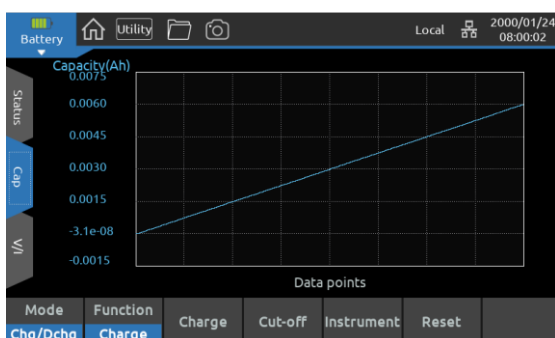 Battery
Utility
Local
2000/01/24
08:00:02
Capacity(Ah)
0.0075
0.0060
0.0045
0.0030
0.0015
-3.1e-08
-0.0015
Status
Cap
V/I
Data points
Mode
Chg/Dchg
Function
Charge
Charge
Cut-off
Instrument
Reset